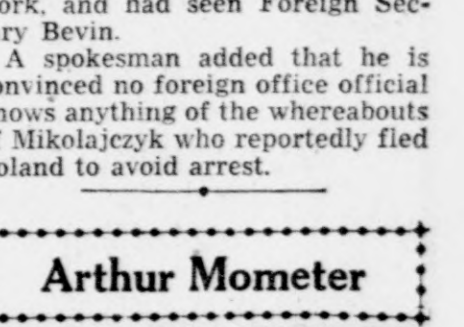 ork, and had seen Foreign Sec-
ry Bevin.
A spokesman added that he is
onvinced no foreign office official
nows anything of the whereabouts
f Mikolajczyk who reportedly fled
oland to avoid arrest.
Arthur Mometer